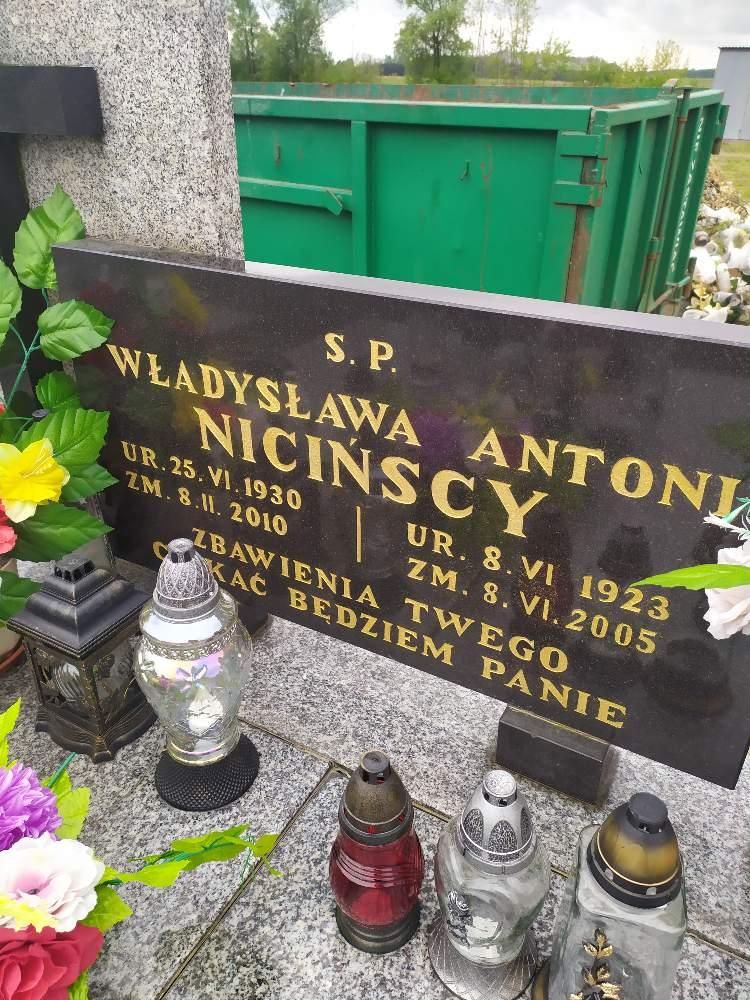 S. P.
WŁADYSŁAWA ANTONI
NICIŃSCY
UR. 25. VI. 1930
ZM. 8. II. 2010
UR. 8. VI 1923
ZM. 8. VI. 2005
ZBAWIENIA TWEGO
CZEKAĆ BĘDZIEM PANIE